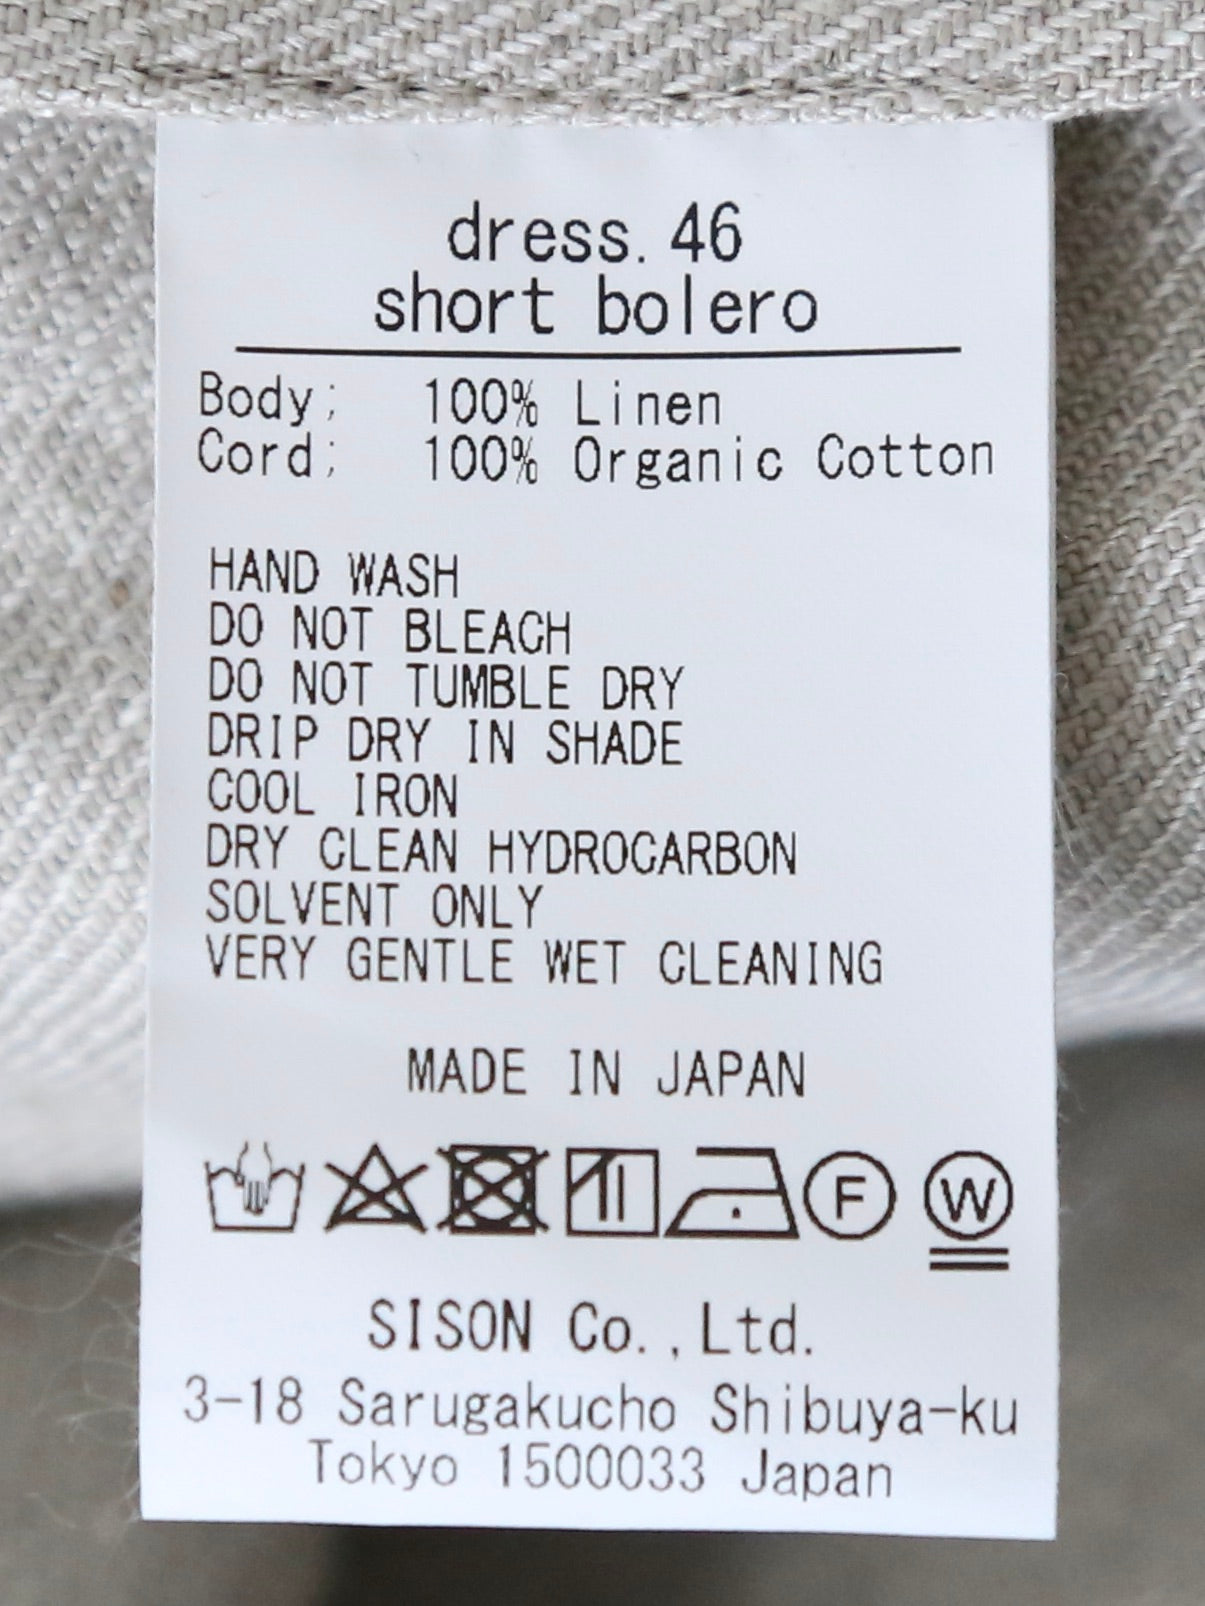 dress. 46
short bolero
Body; 100% Linen
Cord; 100% Organic Cotton
HAND WASH
DO NOT BLEACH
DO NOT TUMBLE DRY
DRIP DRY IN SHADE
COOL IRON
DRY CLEAN HYDROCARBON
SOLVENT ONLY
VERY GENTLE WET CLEANING
MADE IN JAPAN
F W
SISON Co., Ltd.
3-18 Sarugakucho Shibuya-ku
Tokyo 1500033 Japan